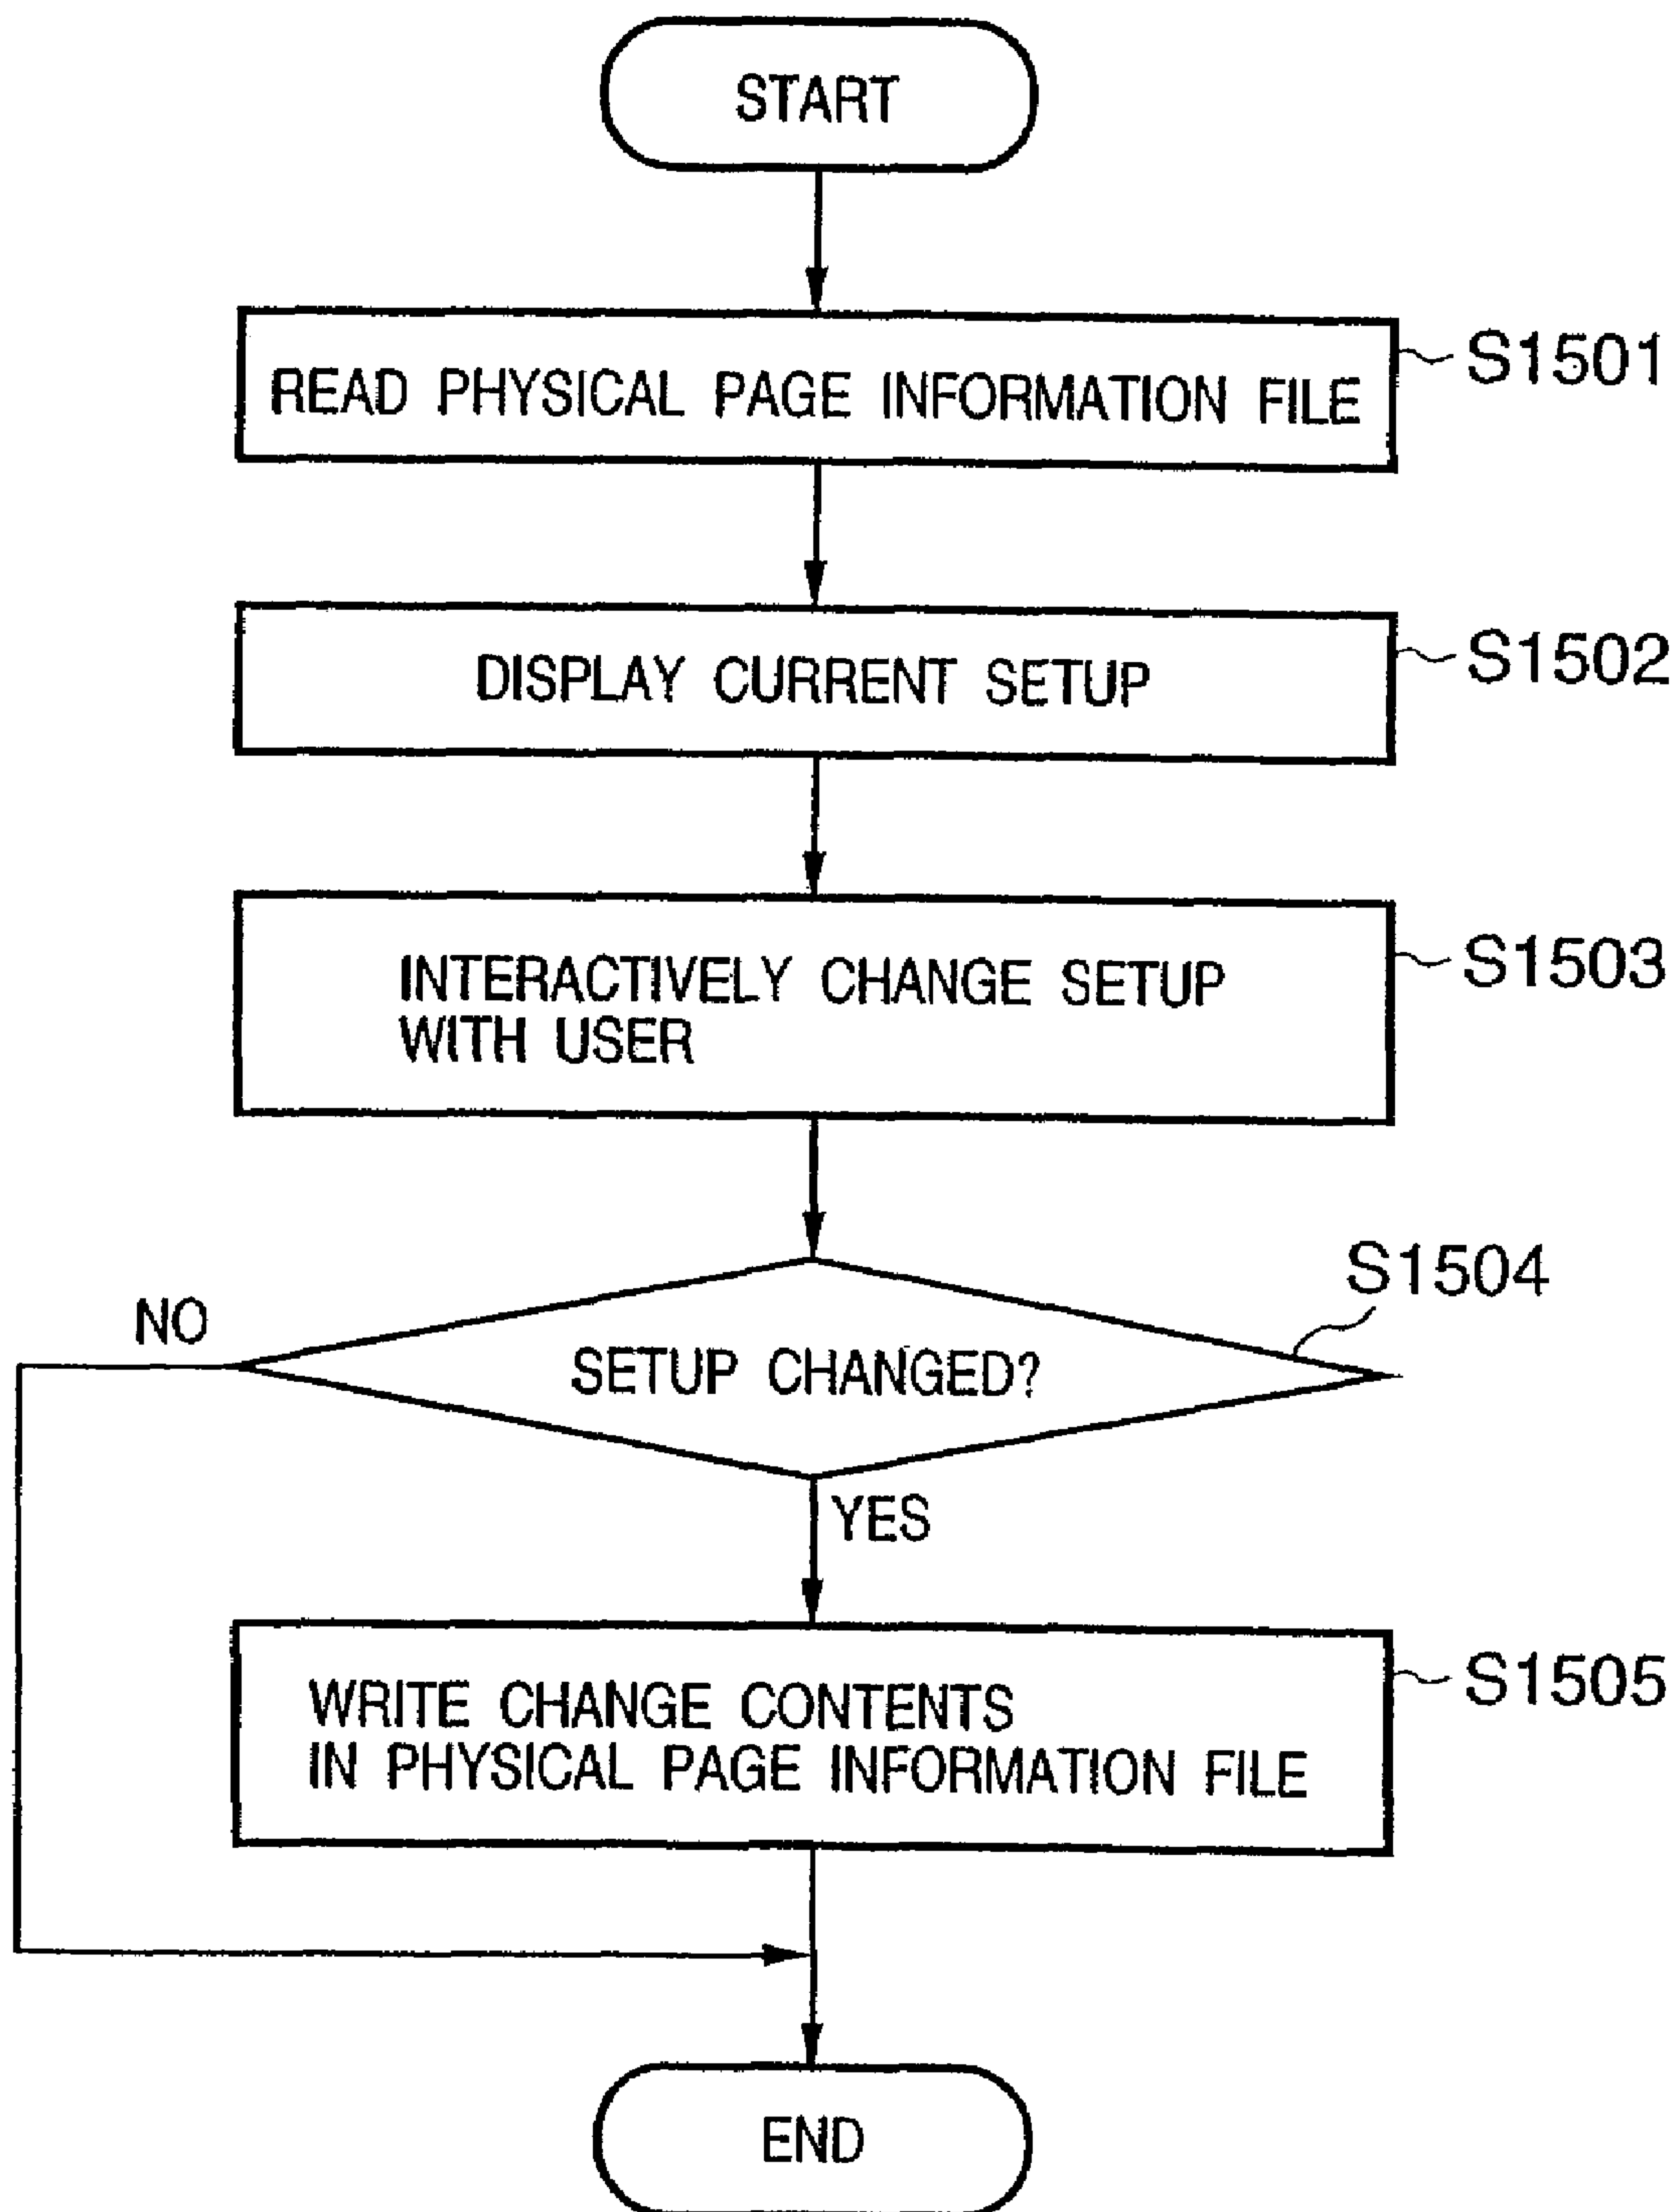 START
READ PHYSICAL PAGE INFORMATION FILE
S1501
DISPLAY CURRENT SETUP
S1502
INTERACTIVELY CHANGE SETUP
WITH USER
S1503
S1504
NO
SETUP CHANGED?
YES
WRITE CHANGE CONTENTS
IN PHYSICAL PAGE INFORMATION FILE
S1505
END